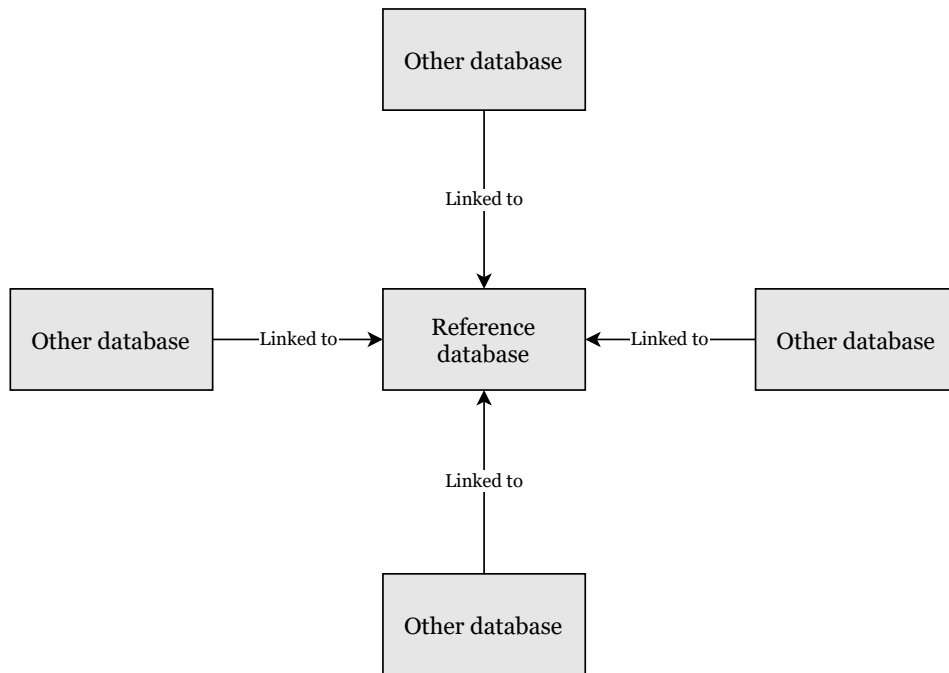 Other database
Linked to
Other database
Linked to
Reference
database
Linked to
Other database
Linked to
Other database